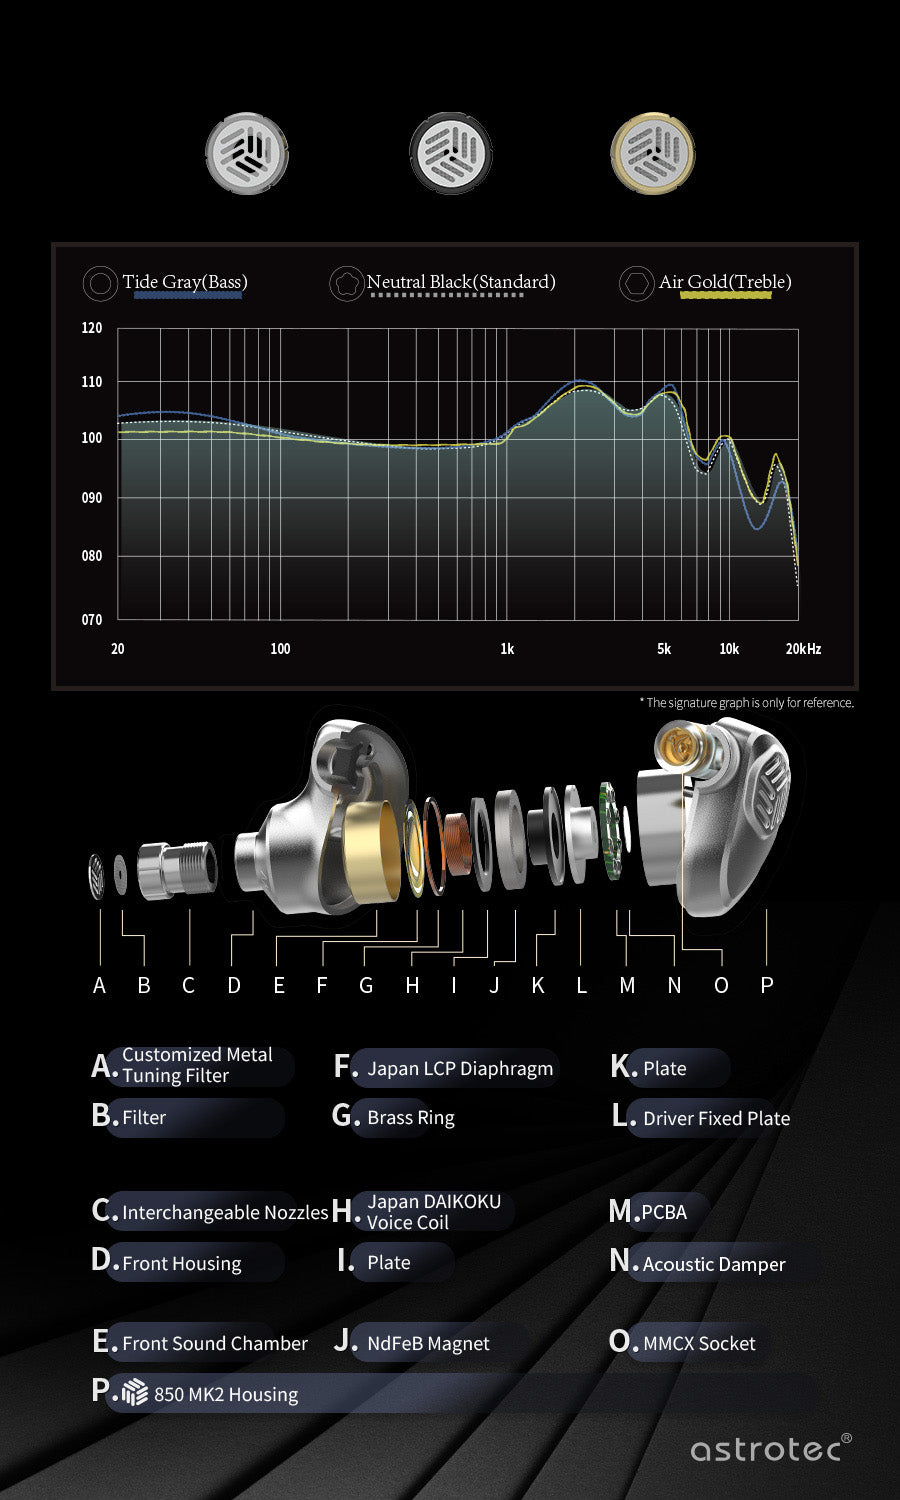 Tide Gray(Bass)
Neutral Black(Standard)
Air Gold(Treble)
120
110
100
090
080
070
20 100 1k 5k 10k 20kHz
* The signature graph is only for reference.
A B C D E F G H I J K L M N O P
A. Customized Metal
Tuning Filter
F. Japan LCP Diaphragm
K. Plate
B. Filter
G. Brass Ring
L. Driver Fixed Plate
C. Interchangeable Nozzles
H. Japan DAIKOKU
Voice Coil
M. PCBA
D. Front Housing
I. Plate
N. Acoustic Damper
E. Front Sound Chamber
J. NdFeB Magnet
O. MMCX Socket
P. 850 MK2 Housing
astrotec®